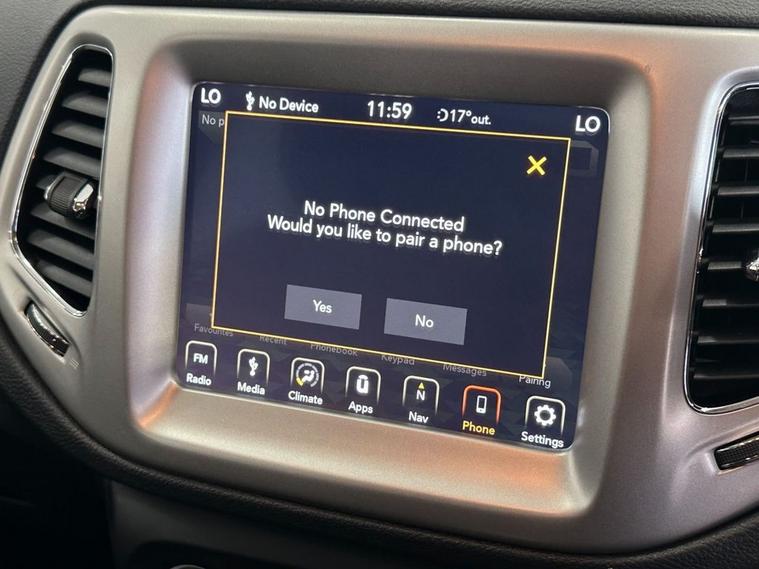 LO
No Device
11:59
17°out.
LO
No p
No Phone Connected
Would you like to pair a phone?
Yes
No
Favourites
Recent
Phonebook
Keypad
Messages
Pairing
FM
Radio
Media
Climate
Apps
N
Nav
Phone
Settings